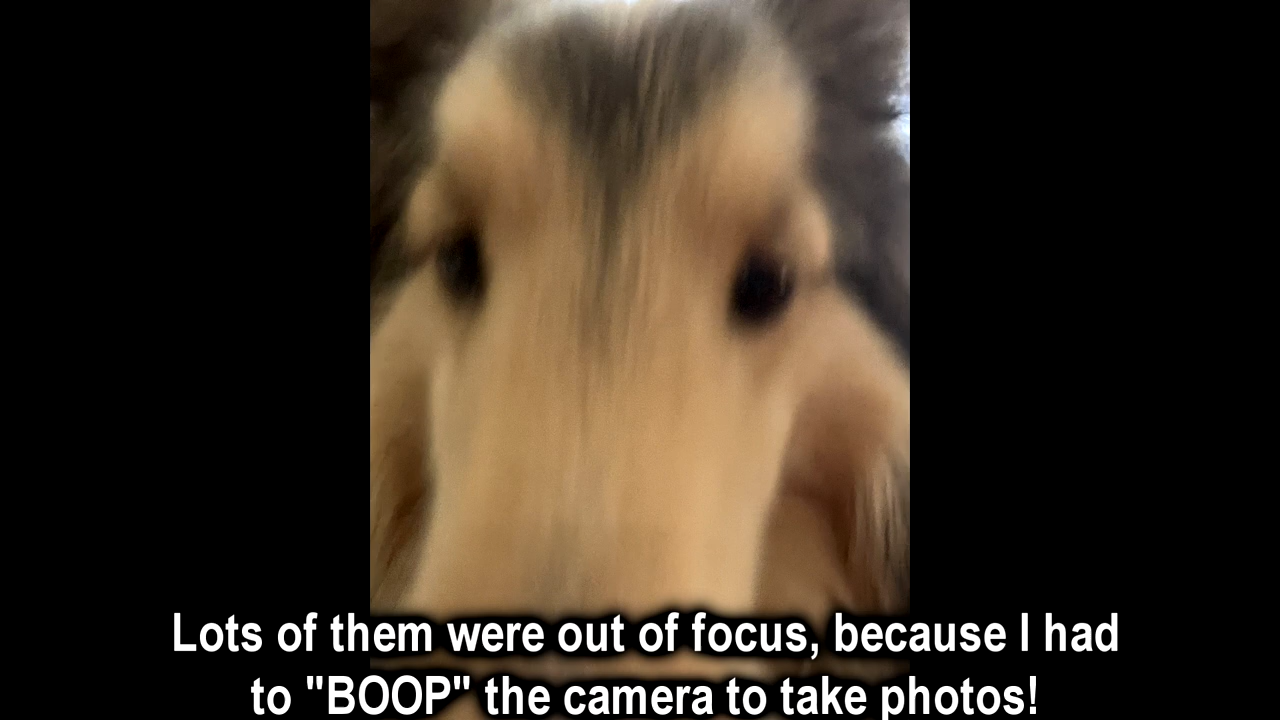 Lots of them were out of focus, because I had
to "BOOP" the camera to take photos!